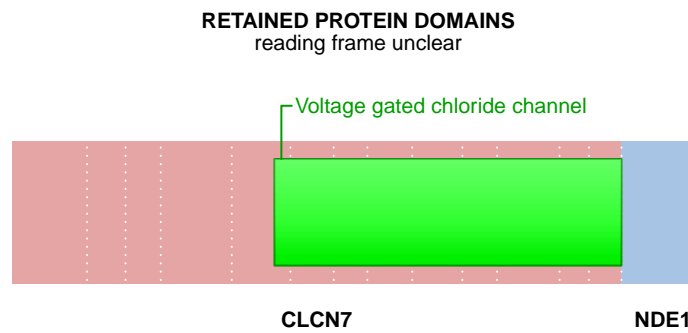 RETAINED PROTEIN DOMAINS
reading frame unclear
Voltage gated chloride channel
CLCN7 NDE1